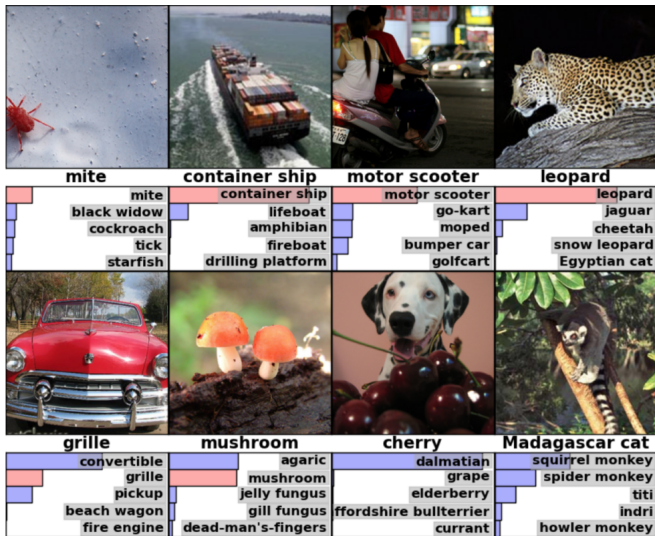 mite
container ship
motor scooter
leopard
mite
black widow
cockroach
tick
starfish
container ship
lifeboat
amphibian
fireboat
drilling platform
motor scooter
go-kart
moped
bumper car
golfcart
leopard
jaguar
cheetah
snow leopard
Egyptian cat
grille
mushroom
cherry
Madagascar cat
convertible
grille
pickup
beach wagon
fire engine
agaric
mushroom
jelly fungus
gill fungus
dead-man's-fingers
dalmatian
grape
elderberry
ffordshire bullterrier
currant
squirrel monkey
spider monkey
titi
indri
howler monkey